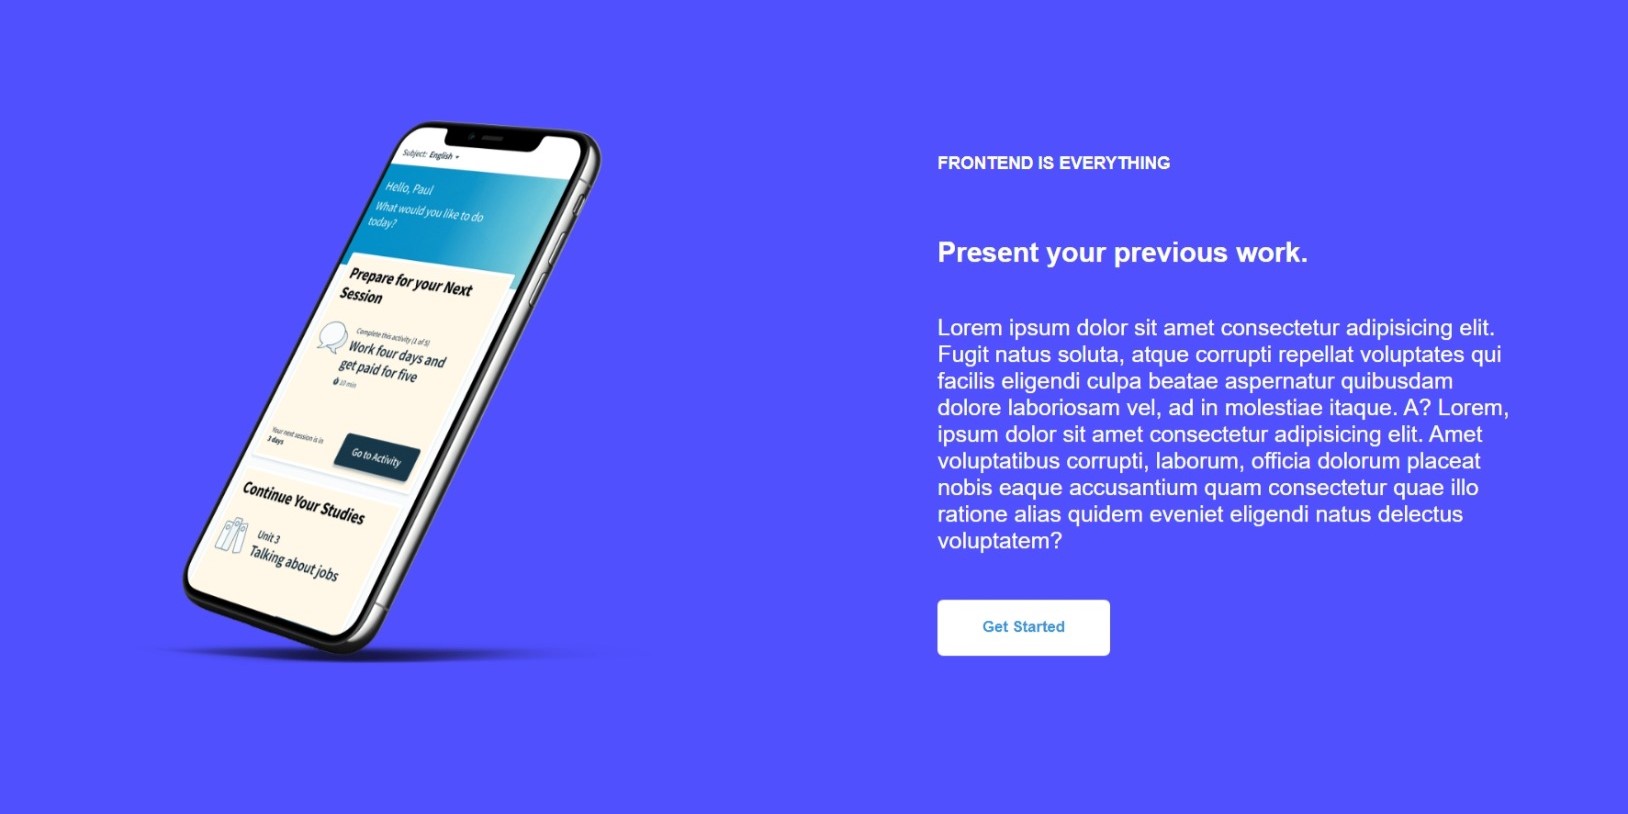 Subject: English
Hello, Paul
What would you like to do
today?
Prepare for your Next
Session
Complete this activity (1 of 5)
Work four days and
get paid for five
10 min
Your next session is in
3 days
Go to Activity
Continue Your Studies
Unit 3
Talking about jobs
FRONTEND IS EVERYTHING
Present your previous work.
Lorem ipsum dolor sit amet consectetur adipisicing elit.
Fugit natus soluta, atque corrupti repellat voluptates qui
facilis eligendi culpa beatae aspernatur quibusdam
dolore laboriosam vel, ad in molestiae itaque. A? Lorem,
ipsum dolor sit amet consectetur adipisicing elit. Amet
voluptatibus corrupti, laborum, officia dolorum placeat
nobis eaque accusantium quam consectetur quae illo
ratione alias quidem eveniet eligendi natus delectus
voluptatem?
Get Started